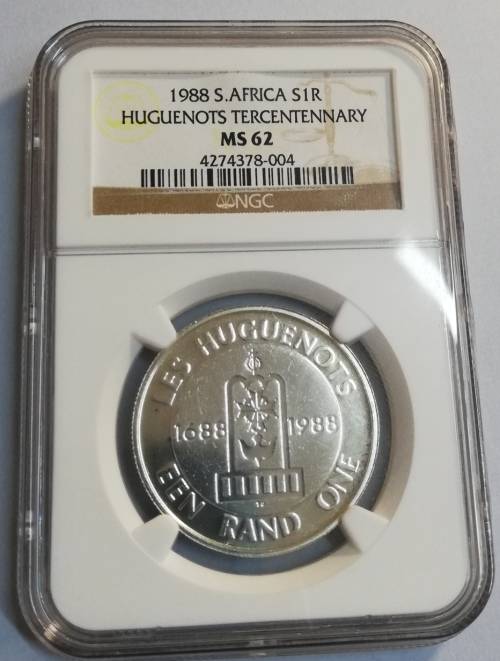 1988 S.AFRICA S1R
HUGUENOTS TERCENTENNARY
MS 62
4274378-004
NGC
LES HUGUENOTS
1688 1988
EEN RAND ONE